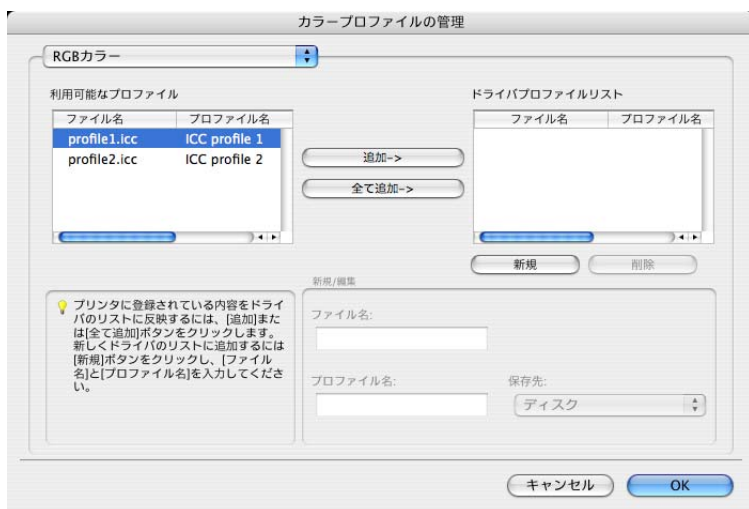 カラープロファイルの管理
RGBカラー
利用可能なプロファイル
ファイル名 プロファイル名
profile1.icc ICC profile 1
profile2.icc ICC profile 2
追加->
全て追加->
ドライバプロファイルリスト
ファイル名 プロファイル名
新規 削除
プリンタに登録されている内容をドライ
バのリストに反映するには、[追加]また
は[全て追加]ボタンをクリックします。
新しくドライバのリストに追加するには
[新規]ボタンをクリックし、[ファイル
名]と[プロファイル名]を入力してくださ
い。
新規/編集
ファイル名:
プロファイル名:
保存先:
ディスク
キャンセル OK